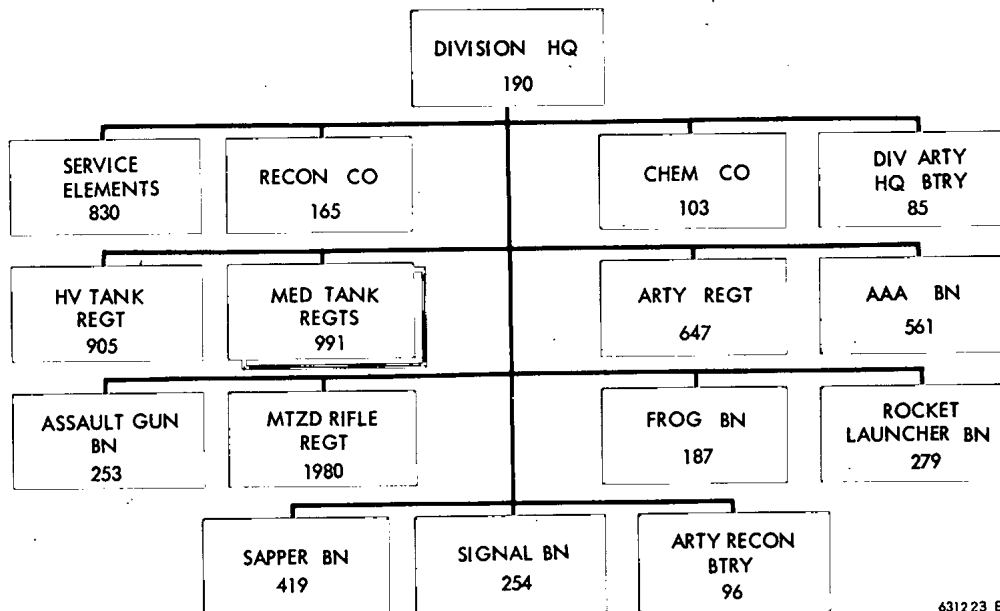 DIVISION HQ
190
SERVICE
ELEMENTS
830
RECON CO
165
CHEM CO
103
DIV ARTY
HQ BTRY
85
HV TANK
REGT
905
MED TANK
REGTS
991
ARTY REGT
647
AAA BN
561
ASSAULT GUN
BN
253
MTZD RIFLE
REGT
1980
FROG BN
187
ROCKET
LAUNCHER BN
279
SAPPER BN
419
SIGNAL BN
254
ARTY RECON
BTRY
96
631223